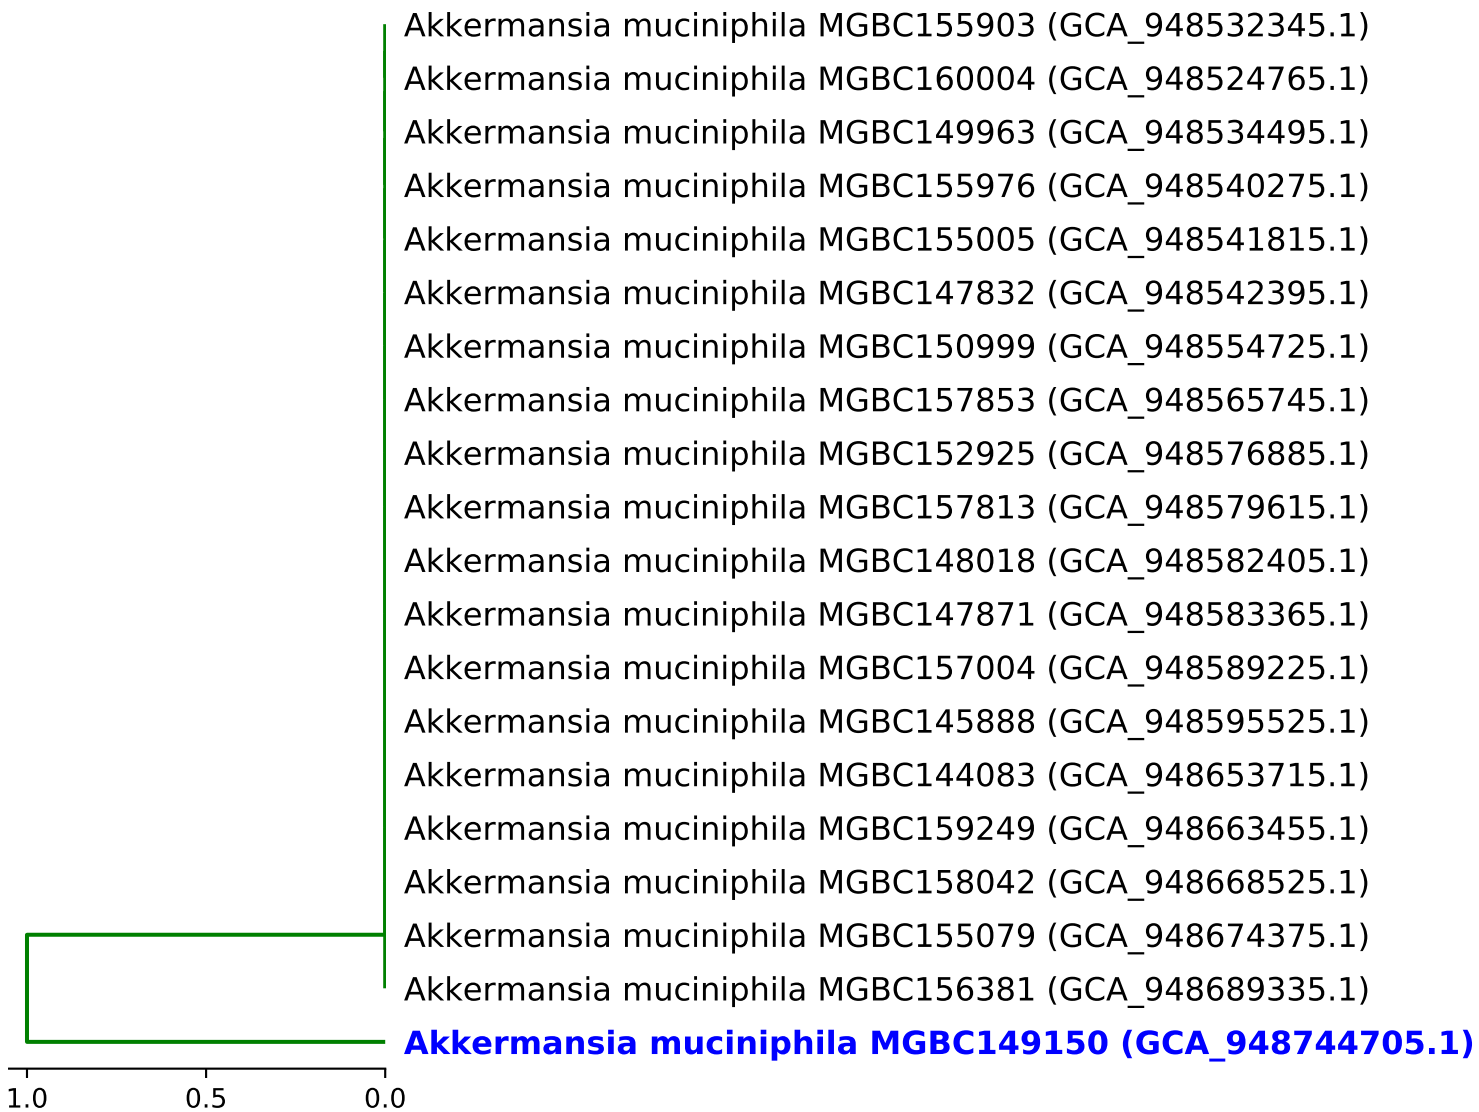 Akkermansia muciniphila MGBC155903 (GCA_948532345.1)
Akkermansia muciniphila MGBC160004 (GCA_948524765.1)
Akkermansia muciniphila MGBC149963 (GCA_948534495.1)
Akkermansia muciniphila MGBC155976 (GCA_948540275.1)
Akkermansia muciniphila MGBC155005 (GCA_948541815.1)
Akkermansia muciniphila MGBC147832 (GCA_948542395.1)
Akkermansia muciniphila MGBC150999 (GCA_948554725.1)
Akkermansia muciniphila MGBC157853 (GCA_948565745.1)
Akkermansia muciniphila MGBC152925 (GCA_948576885.1)
Akkermansia muciniphila MGBC157813 (GCA_948579615.1)
Akkermansia muciniphila MGBC148018 (GCA_948582405.1)
Akkermansia muciniphila MGBC147871 (GCA_948583365.1)
Akkermansia muciniphila MGBC157004 (GCA_948589225.1)
Akkermansia muciniphila MGBC145888 (GCA_948595525.1)
Akkermansia muciniphila MGBC144083 (GCA_948653715.1)
Akkermansia muciniphila MGBC159249 (GCA_948663455.1)
Akkermansia muciniphila MGBC158042 (GCA_948668525.1)
Akkermansia muciniphila MGBC155079 (GCA_948674375.1)
Akkermansia muciniphila MGBC156381 (GCA_948689335.1)
Akkermansia muciniphila MGBC149150 (GCA_948744705.1)
1.0 0.5 0.0